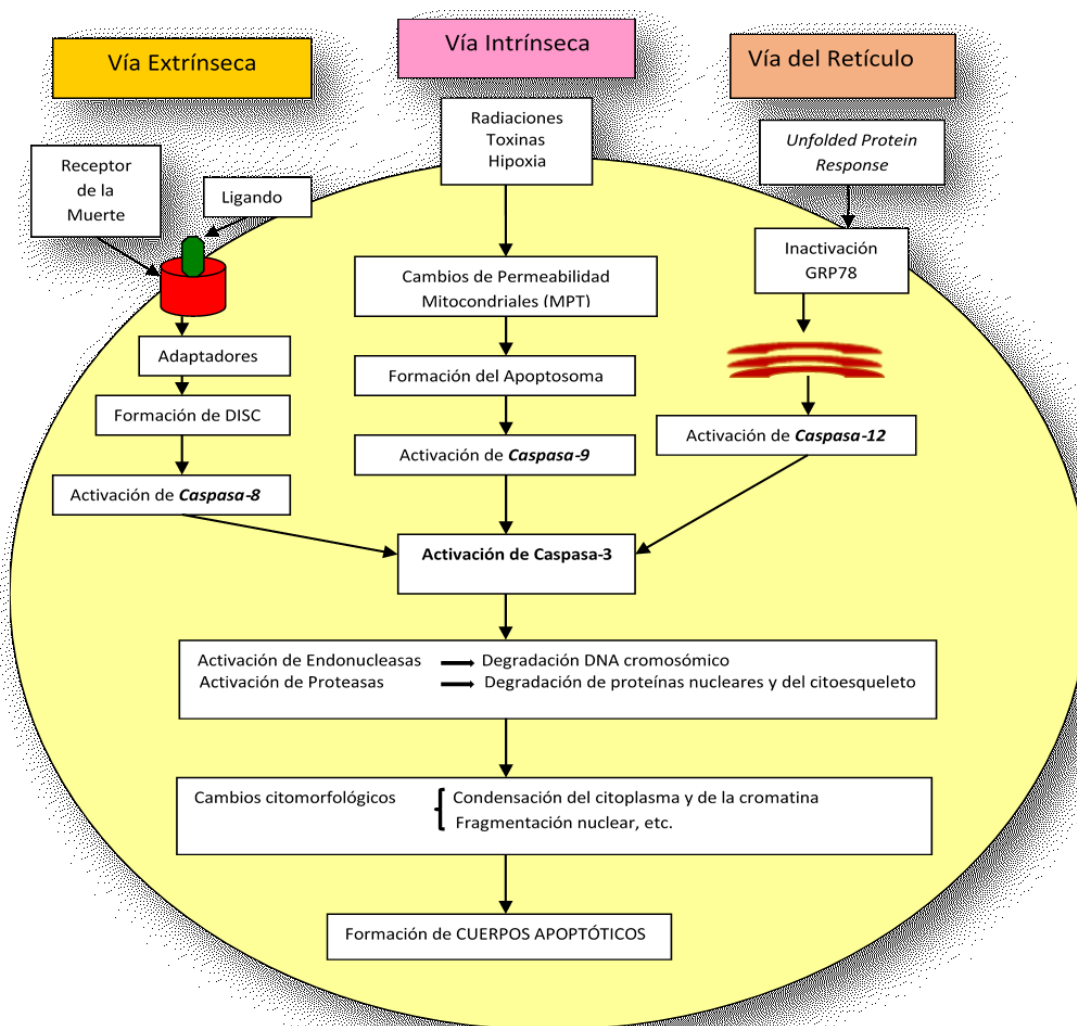 Vía Extrínseca
Vía Intrínseca
Vía del Retículo
Radiaciones
Toxinas
Hipoxia
Unfolded Protein
Response
Receptor
de la
Muerte
Ligando
Inactivación
GRP78
Cambios de Permeabilidad
Mitocondriales (MPT)
Adaptadores
Formación del Apoptosoma
Formación de DISC
Activación de Caspasa-12
Activación de Caspasa-9
Activación de Caspasa-8
Activación de Caspasa-3
Activación de Endonucleasas Degradación DNA cromosómico
Activación de Proteasas Degradación de proteínas nucleares y del citoesqueleto
Cambios citomorfológicos Condensación del citoplasma y de la cromatina
Fragmentación nuclear, etc.
Formación de CUERPOS APOPTÓTICOS